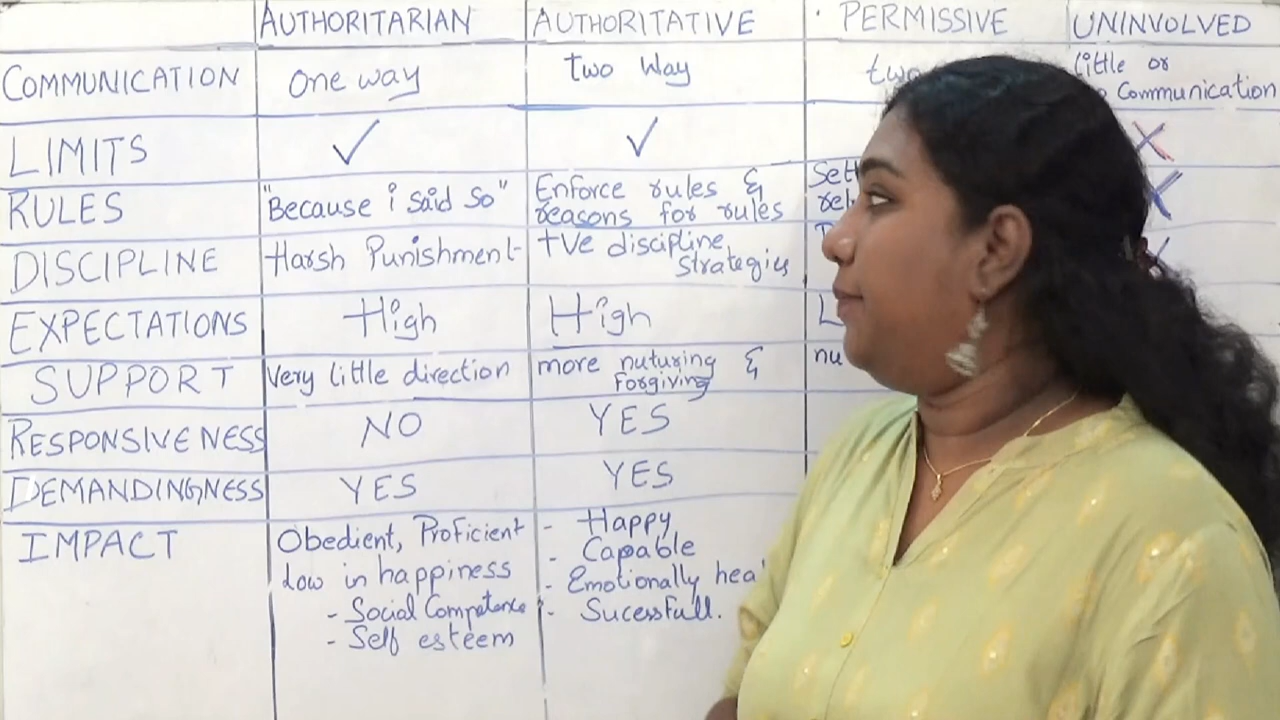 AUTHORITARIAN AUTHORITATIVE PERMISSIVE UNINVOLVED
COMMUNICATION One way two Way two little or
Communication
LIMITS ✓ ✓ X
RULES "Because i said so" Enforce rules &
reasons for rules
DISCIPLINE Harsh Punishment +ve discipline
strategies
EXPECTATIONS High High
SUPPORT Very little direction more nuturing &
Forgiving
RESPONSIVENESS NO YES
DEMANDINGNESS YES YES
IMPACT Obedient, Proficient - Happy
Low in happiness - Capable
- Social Competence - Emotionally
- Self esteem - Sucessfull.